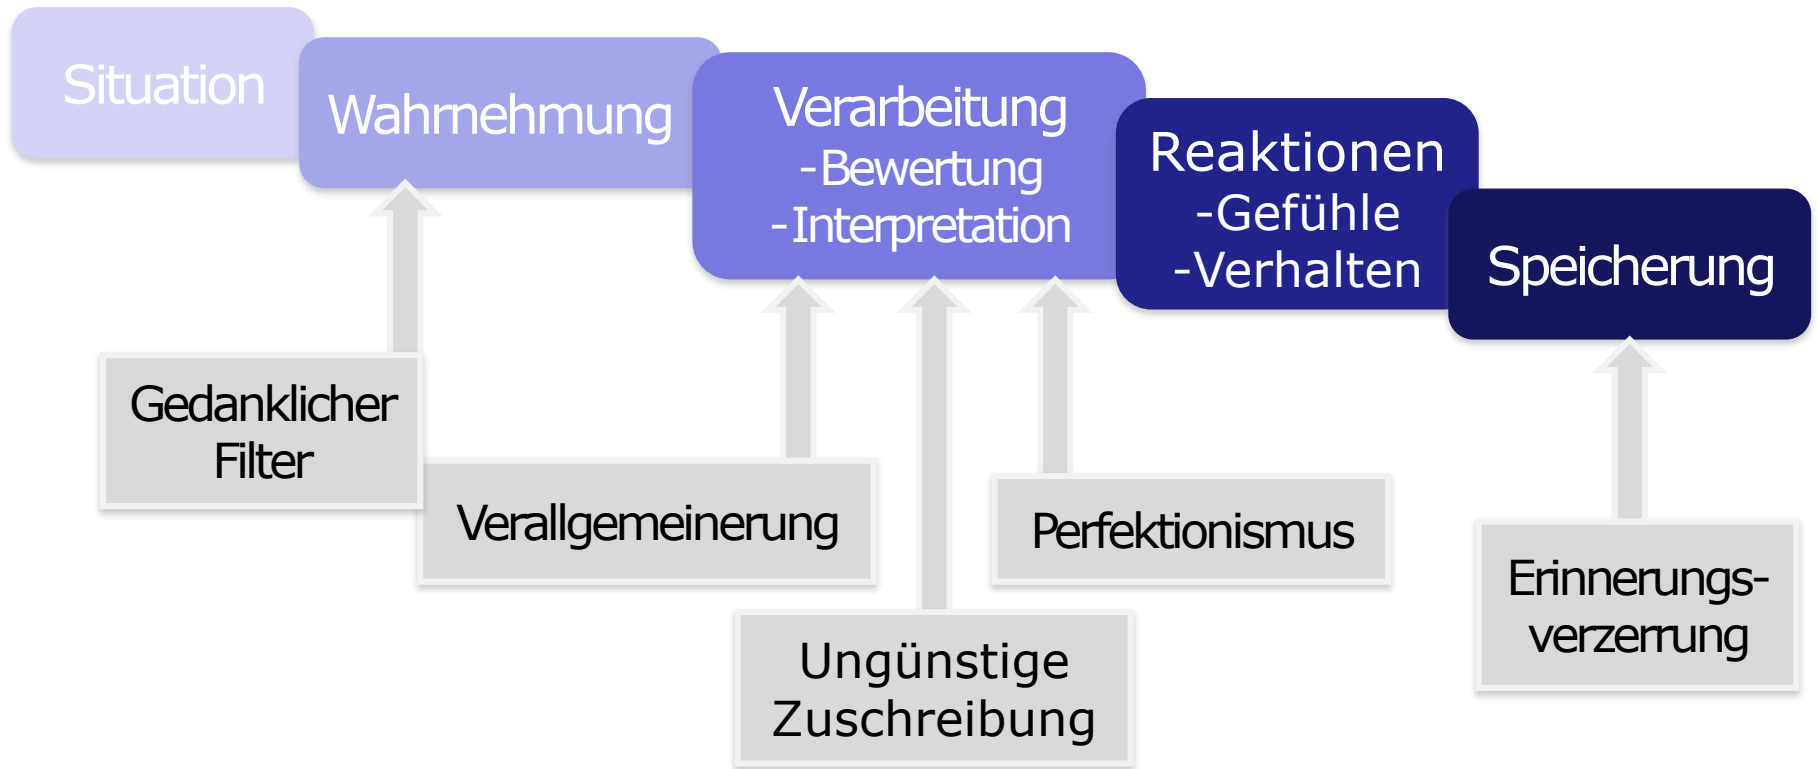 Situation
Wahrnehmung
Verarbeitung
-Bewertung
-Interpretation
Reaktionen
-Gefühle
-Verhalten
Speicherung
Gedanklicher
Filter
Verallgemeinerung
Ungünstige
Zuschreibung
Perfektionismus
Erinnerungs-
verzerrung